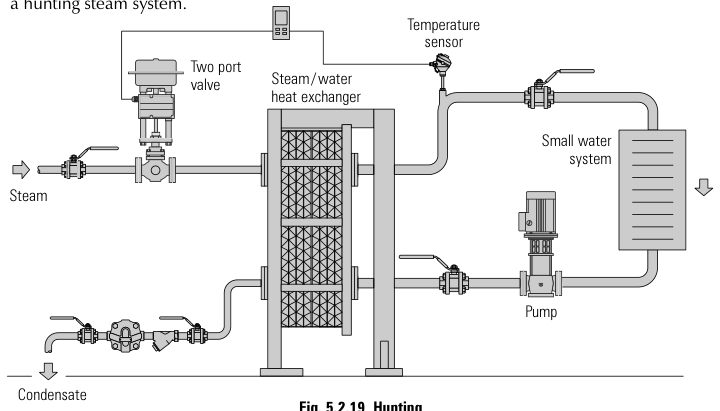 a hunting steam system.
Temperature
sensor
Two port
valve
Steam/water
heat exchanger
Small water
system
Steam
Pump
Condensate
Fig. 5.2.19 Hunting